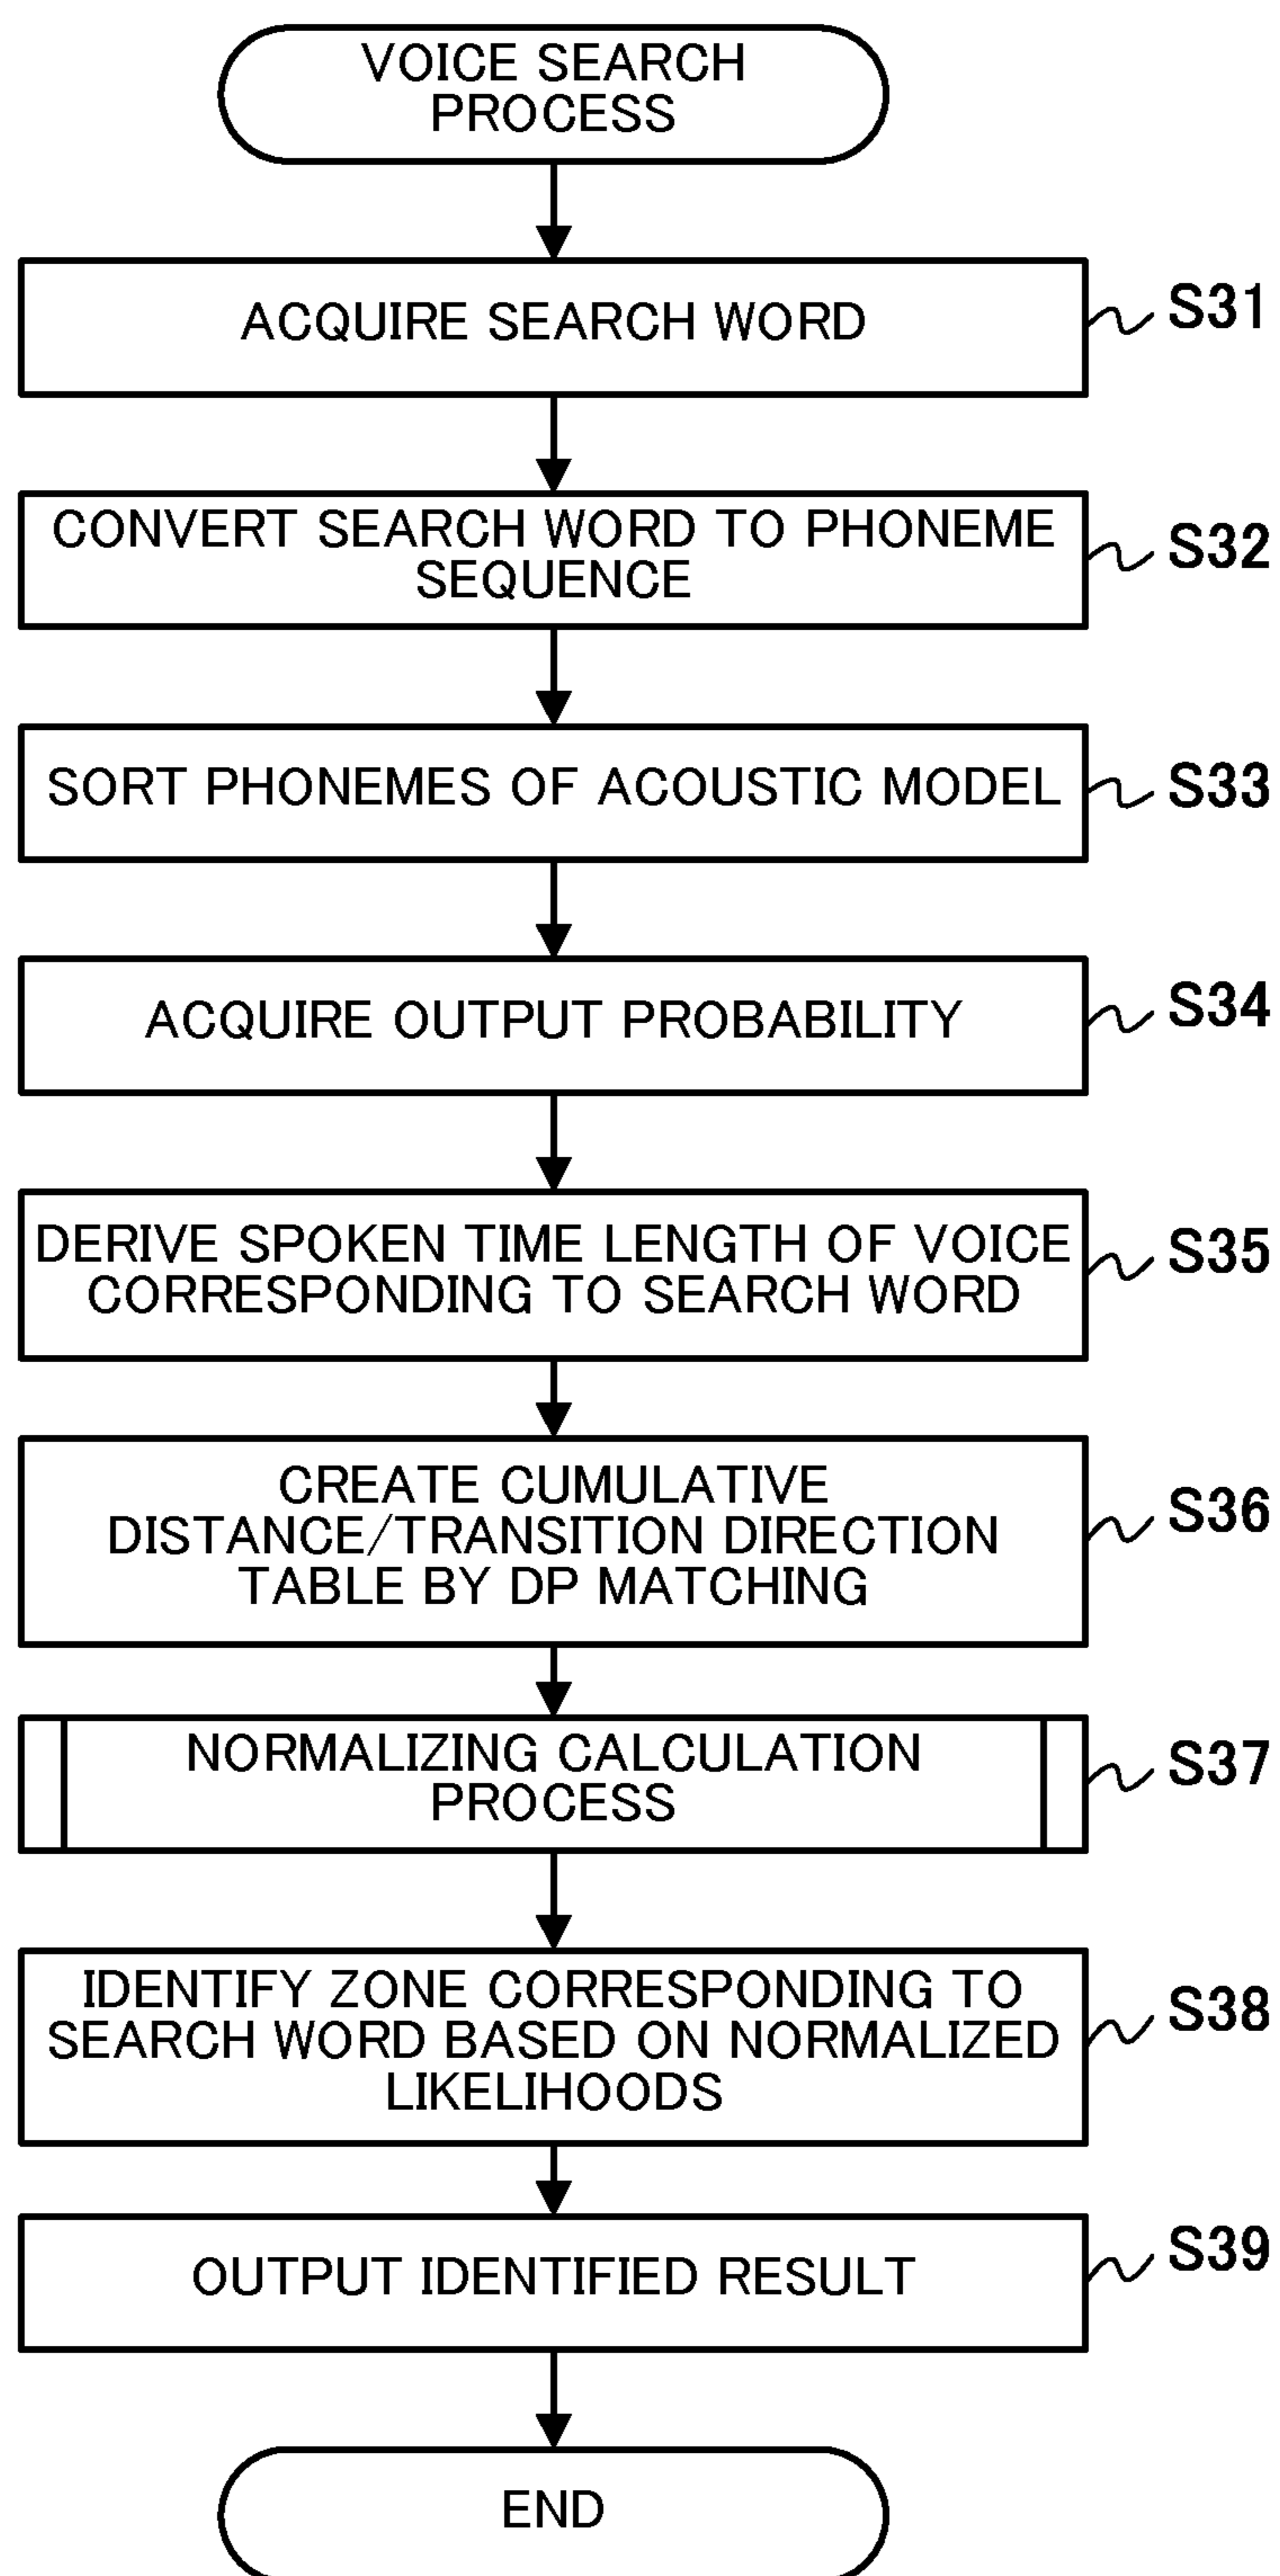 VOICE SEARCH
PROCESS
ACQUIRE SEARCH WORD
S31
CONVERT SEARCH WORD TO PHONEME
SEQUENCE
S32
SORT PHONEMES OF ACOUSTIC MODEL
S33
ACQUIRE OUTPUT PROBABILITY
S34
DERIVE SPOKEN TIME LENGTH OF VOICE
CORRESPONDING TO SEARCH WORD
S35
CREATE CUMULATIVE
DISTANCE/TRANSITION DIRECTION
TABLE BY DP MATCHING
S36
NORMALIZING CALCULATION
PROCESS
S37
IDENTIFY ZONE CORRESPONDING TO
SEARCH WORD BASED ON NORMALIZED
LIKELIHOODS
S38
OUTPUT IDENTIFIED RESULT
S39
END